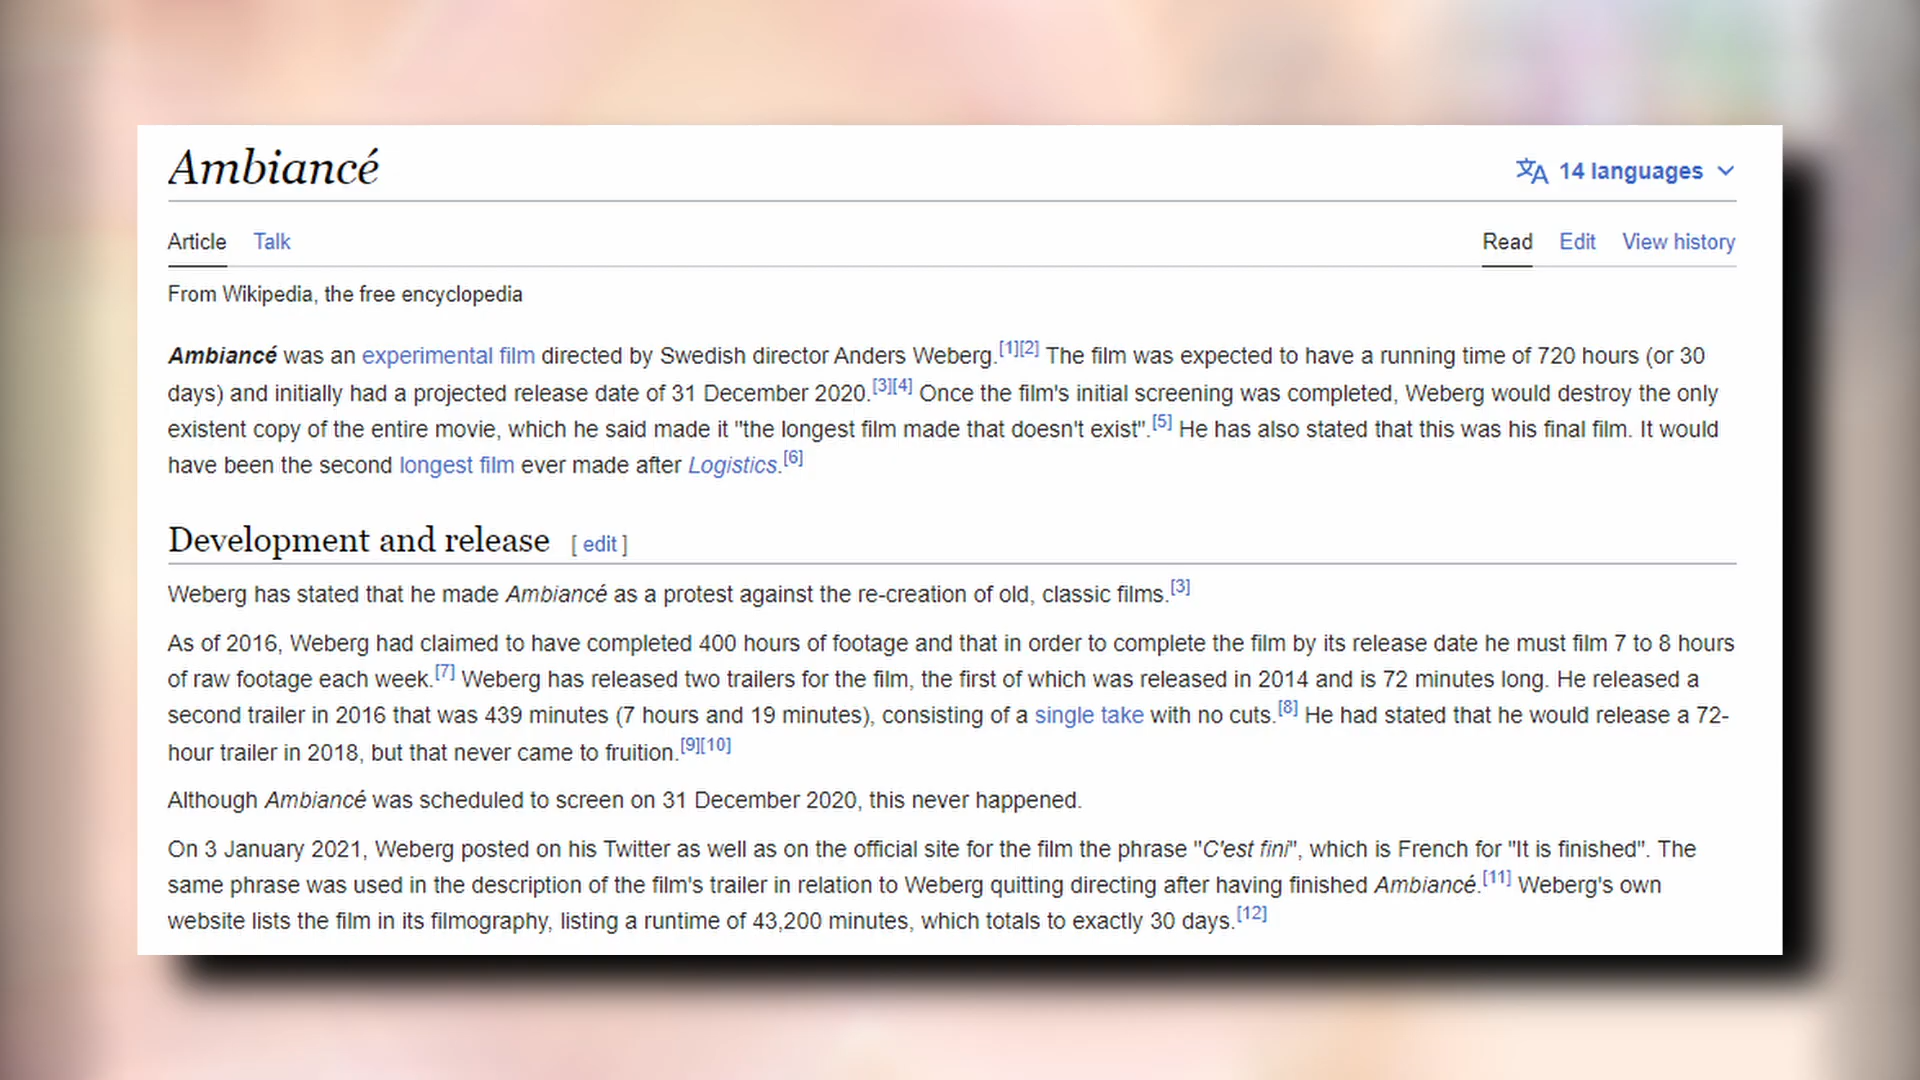 Ambiancé
14 languages
Article Talk
Read Edit View history
From Wikipedia, the free encyclopedia
Ambiancé was an experimental film directed by Swedish director Anders Weberg.[1][2] The film was expected to have a running time of 720 hours (or 30
days) and initially had a projected release date of 31 December 2020.[3][4] Once the film's initial screening was completed, Weberg would destroy the only
existent copy of the entire movie, which he said made it "the longest film made that doesn't exist".[5] He has also stated that this was his final film. It would
have been the second longest film ever made after Logistics.[6]
Development and release [ edit ]
Weberg has stated that he made Ambiancé as a protest against the re-creation of old, classic films.[3]
As of 2016, Weberg had claimed to have completed 400 hours of footage and that in order to complete the film by its release date he must film 7 to 8 hours
of raw footage each week.[7] Weberg has released two trailers for the film, the first of which was released in 2014 and is 72 minutes long. He released a
second trailer in 2016 that was 439 minutes (7 hours and 19 minutes), consisting of a single take with no cuts.[8] He had stated that he would release a 72-
hour trailer in 2018, but that never came to fruition.[9][10]
Although Ambiancé was scheduled to screen on 31 December 2020, this never happened.
On 3 January 2021, Weberg posted on his Twitter as well as on the official site for the film the phrase "C'est fini", which is French for "It is finished". The
same phrase was used in the description of the film's trailer in relation to Weberg quitting directing after having finished Ambiancé.[11] Weberg's own
website lists the film in its filmography, listing a runtime of 43,200 minutes, which totals to exactly 30 days.[12]